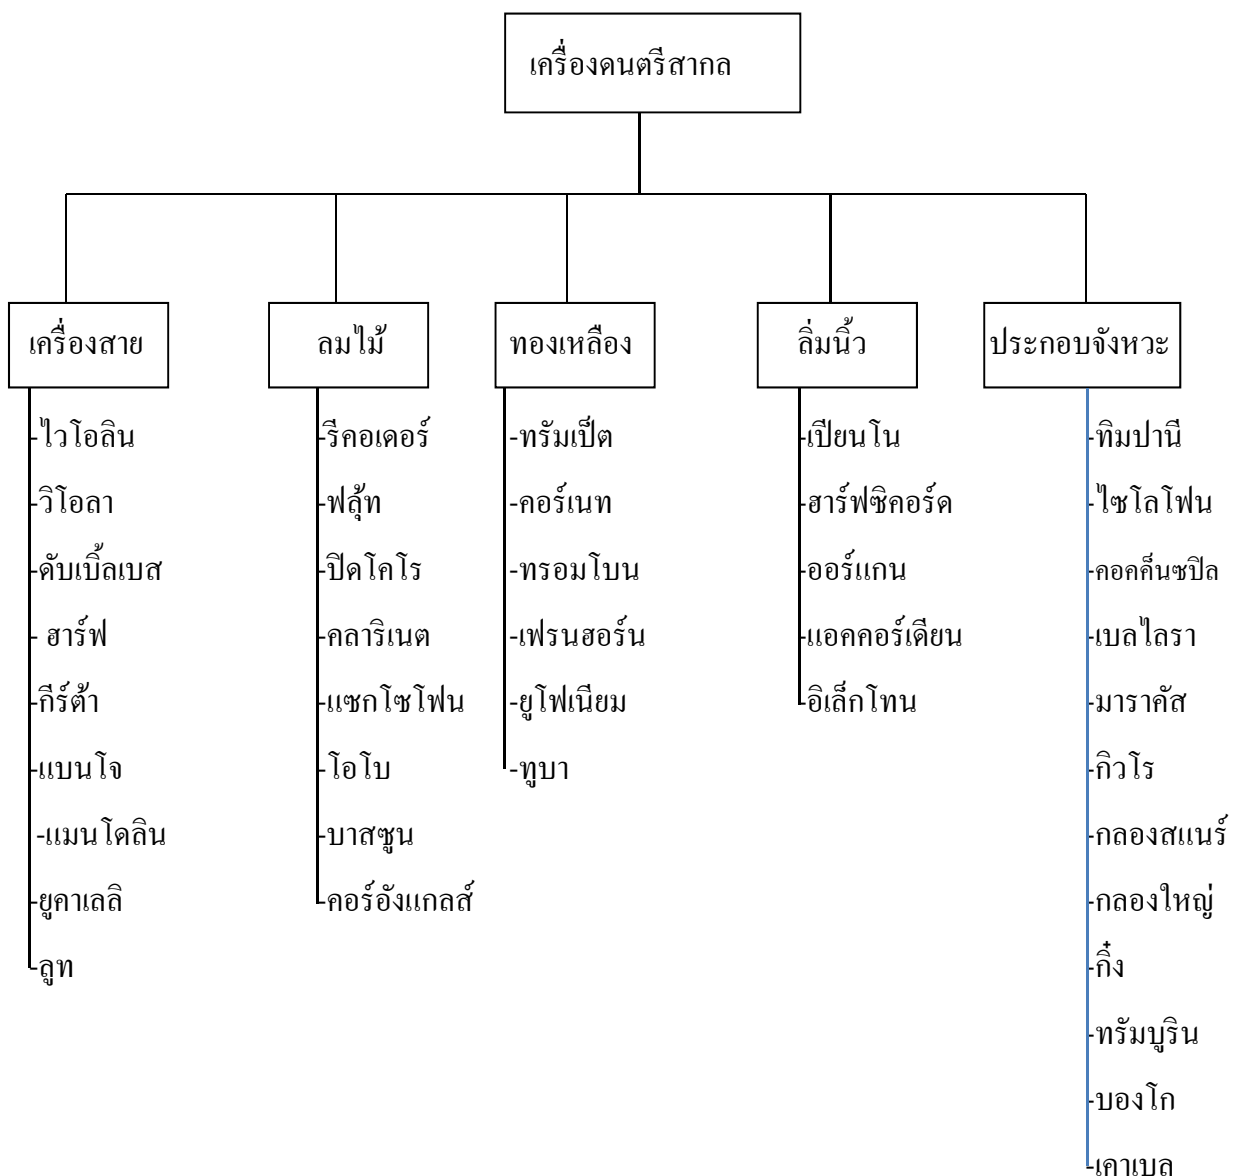 เครื่องดนตรีสากล
เครื่องสาย
-ไวโอลิน
-วิโอลา
-ดับเบิ้ลเบส
- ฮาร์ฟ
-กีร์ต้า
-แบนโจ
-แมนโดลิน
-ยูคาเลลิ
-ลูท
ลมไม้
-รีคอเดอร์
-ฟลุ้ท
-ปิดโคโร
-คลาริเนต
-แซกโซโฟน
-โอโบ
-บาสซูน
-คอร์อังแกลส์
ทองเหลือง
-ทรัมเป็ต
-คอร์เนท
-ทรอมโบน
-เฟรนฮอร์น
-ยูโฟเนียม
-ทูบา
ลิ่มนิ้ว
-เปียนโน
-ฮาร์ฟซิคอร์ด
-ออร์แกน
-แอคคอร์เดียน
-อิเล็กโทน
ประกอบจังหวะ
-ทิมปานี
-ไซโลโฟน
-คอคค็นซปิล
-เบลไลรา
-มาราคัส
-กิวโร
-กลองสแนร์
-กลองใหญ่
-กิ๋ง
-ทรัมบูริน
-บองโก
-เคาเบล